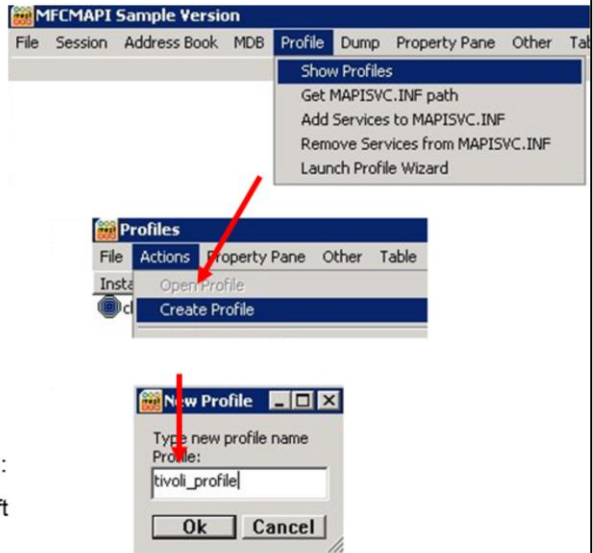 MFCMAPI Sample Version
File Session Address Book MDB Profile Dump Property Pane Other Tab
Show Profiles
Get MAPISVC.INF path
Add Services to MAPISVC.INF
Remove Services from MAPISVC.INF
Launch Profile Wizard
Profiles
File Actions Property Pane Other Table
Insta
Open Profile
Create Profile
New Profile
Type new profile name
Profile:
tivoli_profile
Ok Cancel
:
ft